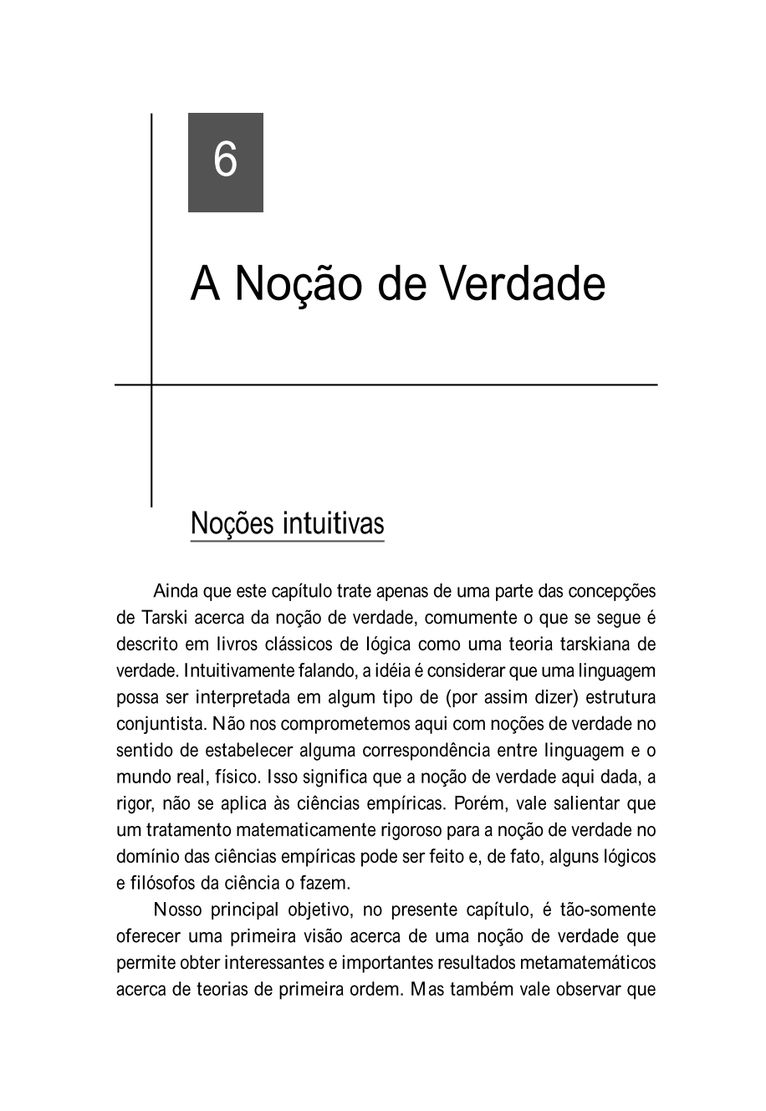 6
A Noção de Verdade
Noções intuitivas
Ainda que este capítulo trate apenas de uma parte das concepções
de Tarski acerca da noção de verdade, comumente o que se segue é
descrito em livros clássicos de lógica como uma teoria tarskiana de
verdade. Intuitivamente falando, a idéia é considerar que uma linguagem
possa ser interpretada em algum tipo de (por assim dizer) estrutura
conjuntista. Não nos comprometemos aqui com noções de verdade no
sentido de estabelecer alguma correspondência entre linguagem e o
mundo real, físico. Isso significa que a noção de verdade aqui dada, a
rigor, não se aplica às ciências empíricas. Porém, vale salientar que
um tratamento matematicamente rigoroso para a noção de verdade no
domínio das ciências empíricas pode ser feito e, de fato, alguns lógicos
e filósofos da ciência o fazem.
Nosso principal objetivo, no presente capítulo, é tão-somente
oferecer uma primeira visão acerca de uma noção de verdade que
permite obter interessantes e importantes resultados metamatemáticos
acerca de teorias de primeira ordem. Mas também vale observar que